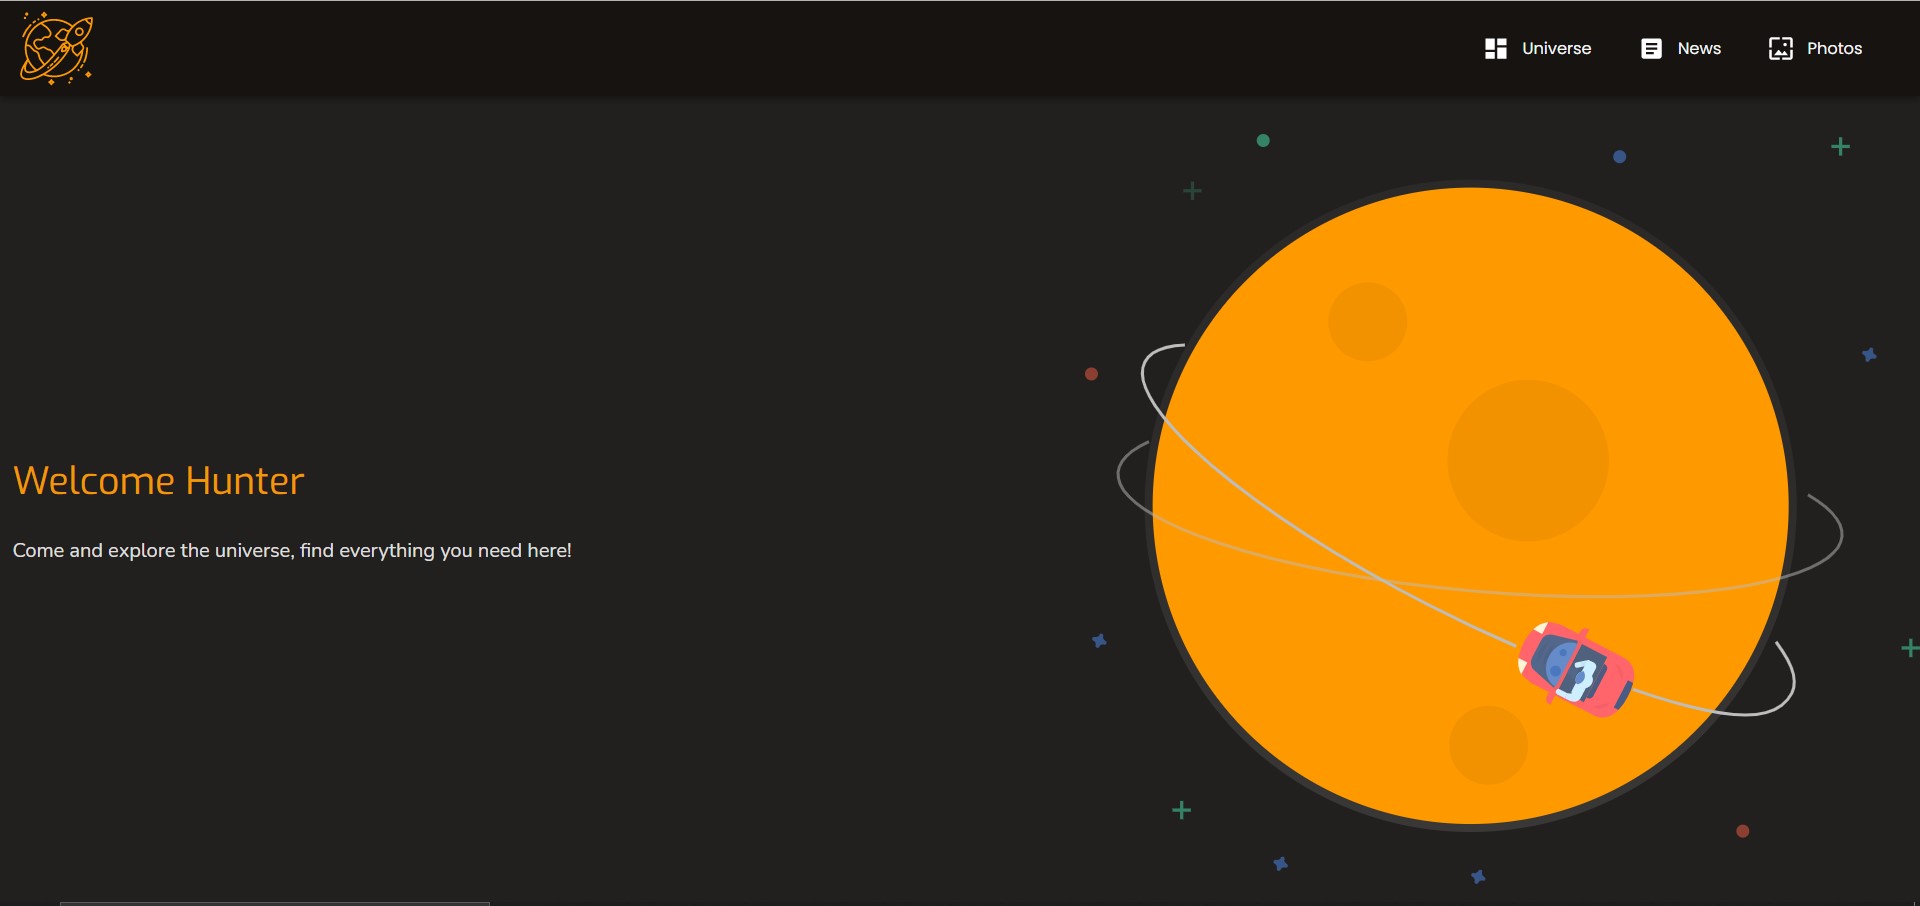 Universe
News
Photos
Welcome Hunter
Come and explore the universe, find everything you need here!